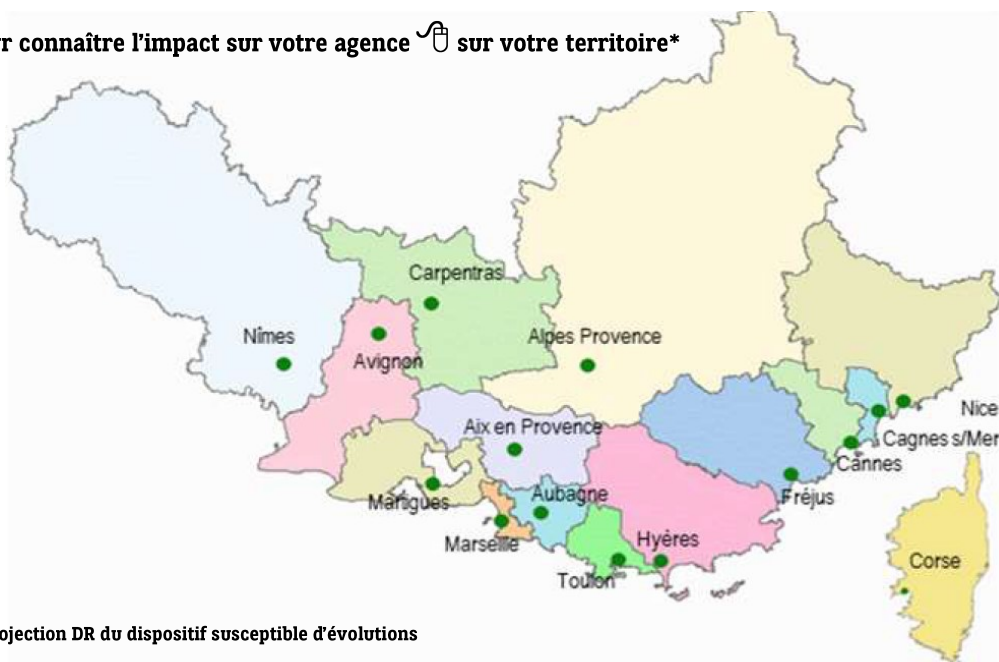 r connaître l'impact sur votre agence sur votre territoire*
Carpentras
Nîmes
Alpes Provence
Avignon
Nice
Aix en Provence
Cagnes s/Mer
Cannes
Aubagne
Fréjus
Martigues
Marseille
Hyères
Corse
Toulon
ojection DR du dispositif susceptible d'évolutions